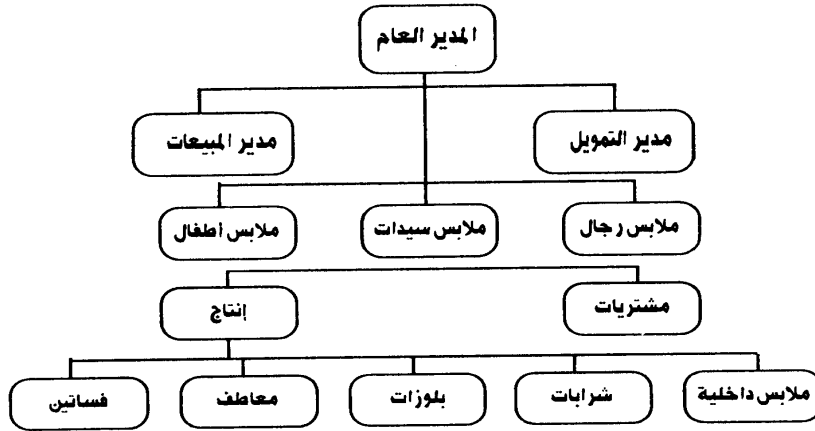 المدير العام
مدير التمويل
مدير المبيعات
ملابس رجال
ملابس سيدات
ملابس أطفال
مشتريات
إنتاج
ملابس داخلية
شرابات
بلوزات
معاطف
فساتين